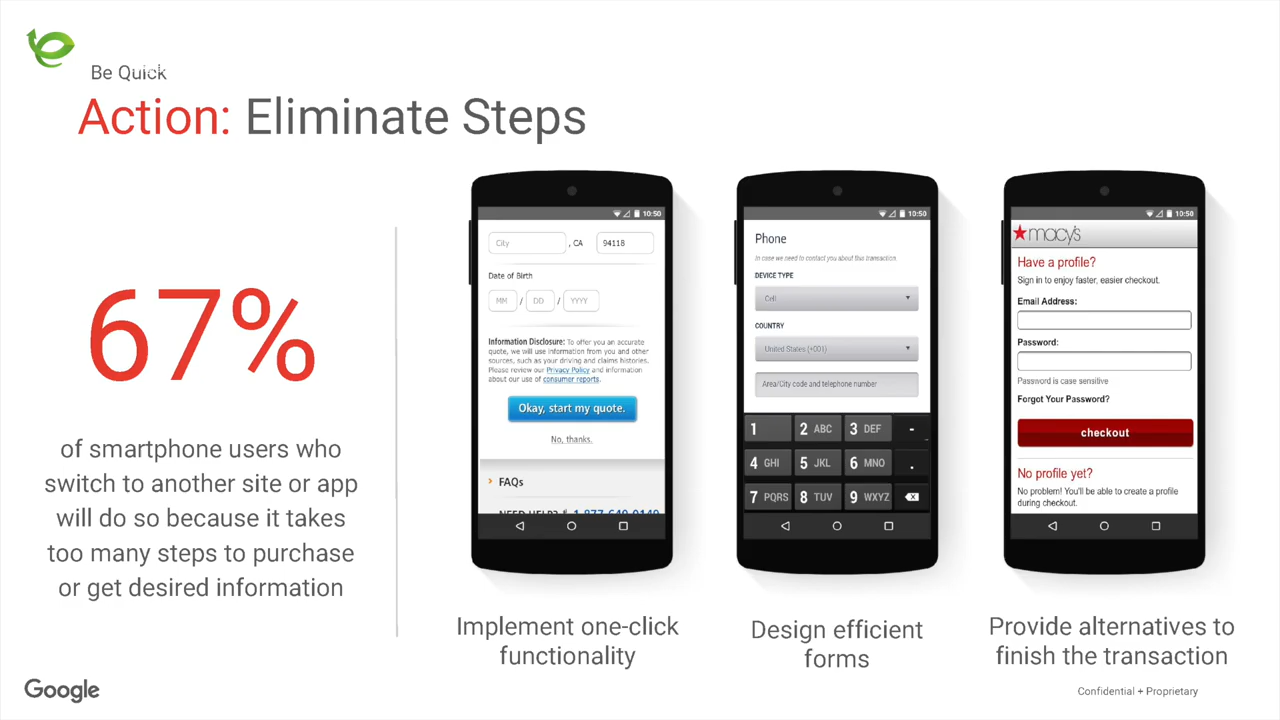 Be Quick
Action: Eliminate Steps
67%
of smartphone users who
switch to another site or app
will do so because it takes
too many steps to purchase
or get desired information
10:50
City , CA 94118
Date of Birth
MM / DD / YYYY
Information Disclosure: To offer you an accurate
quote, we will use information from you and other
sources, such as your driving and claims histories.
Please review our Privacy Policy and information
about our use of consumer reports.
Okay, start my quote.
No, thanks.
FAQs
NEED HELP? 1-877-640-0140
Implement one-click
functionality
10:50
Phone
In case we need to contact you about this transaction.
DEVICE TYPE
Cell
COUNTRY
United States (+001)
Area/City code and telephone number
1 2 ABC 3 DEF -
4 GHI 5 JKL 6 MNO .
7 PQRS 8 TUV 9 WXYZ
Design efficient
forms
10:50
macy's
Have a profile?
Sign in to enjoy faster, easier checkout.
Email Address:
Password:
Password is case sensitive
Forgot Your Password?
checkout
No profile yet?
No problem! You'll be able to create a profile
during checkout.
Provide alternatives to
finish the transaction
Google
Confidential + Proprietary